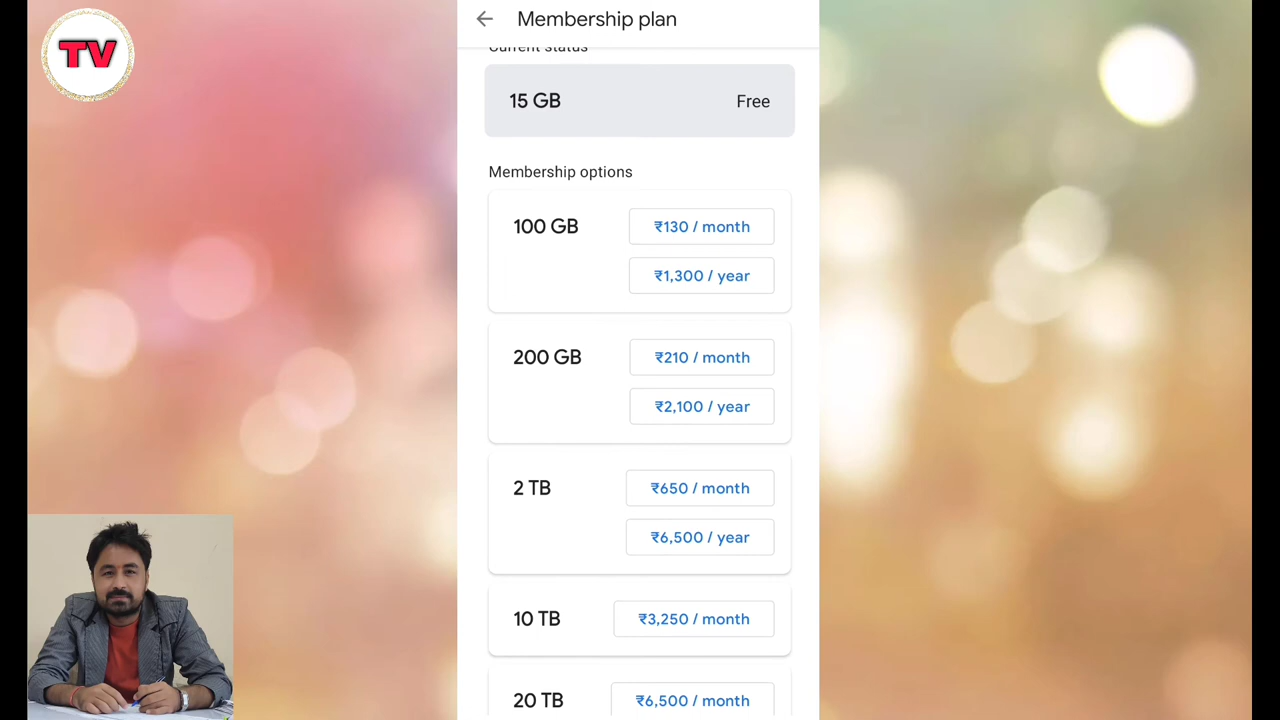 TV
Membership plan
Current status
15 GB Free
Membership options
100 GB ₹130 / month
₹1,300 / year
200 GB ₹210 / month
₹2,100 / year
2 TB ₹650 / month
₹6,500 / year
10 TB ₹3,250 / month
20 TB ₹6,500 / month